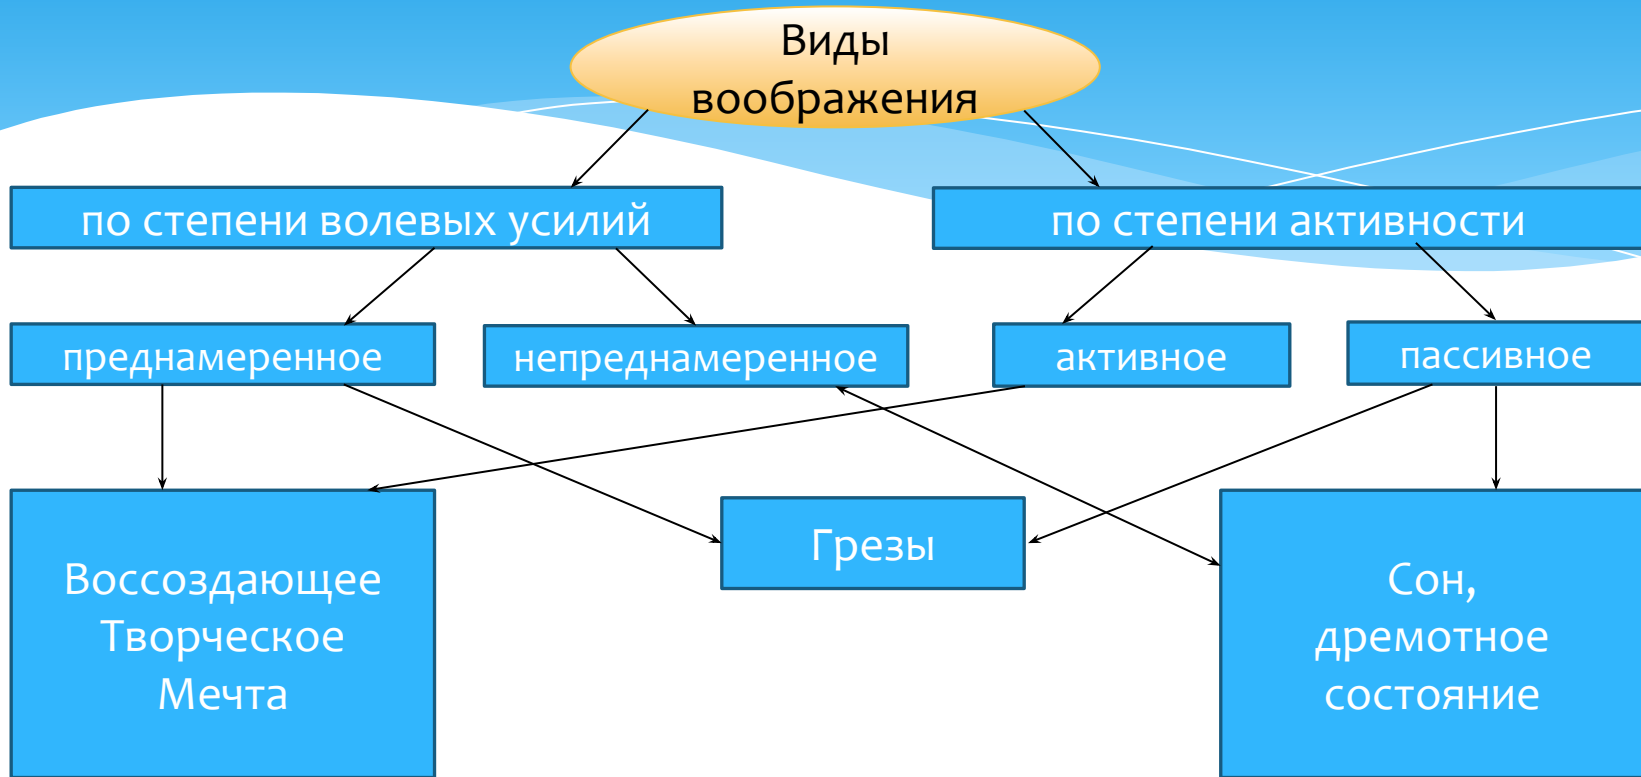 Виды
воображения
по степени волевых усилий
по степени активности
преднамеренное
непреднамеренное
активное
пассивное
Воссоздающее
Творческое
Мечта
Грезы
Сон,
дремотное
состояние